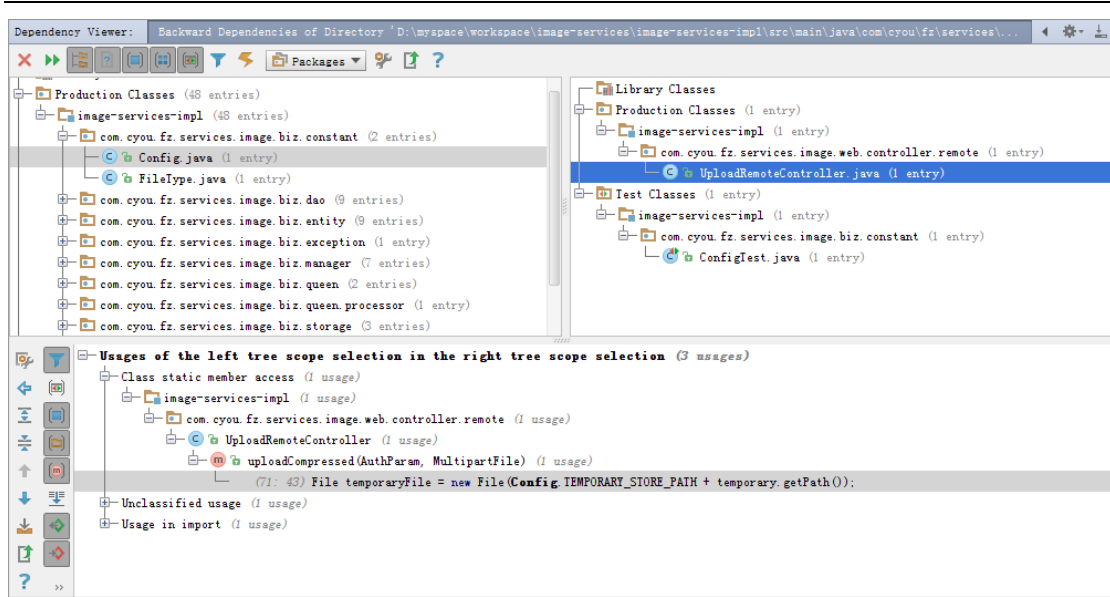 Dependency Viewer: Backward Dependencies of Directory 'D:\myspace\workspace\image-services\image-services-impl\src\main\java\com\cyou\fz\services\...
Packages
Production Classes (48 entries)
image-services-impl (48 entries)
com.cyou.fz.services.image.biz.constant (2 entries)
Config.java (1 entry)
FileType.java (1 entry)
com.cyou.fz.services.image.biz.dao (9 entries)
com.cyou.fz.services.image.biz.entity (9 entries)
com.cyou.fz.services.image.biz.exception (1 entry)
com.cyou.fz.services.image.biz.manager (7 entries)
com.cyou.fz.services.image.biz.queen (2 entries)
com.cyou.fz.services.image.biz.queen.processor (1 entry)
com.cyou.fz.services.image.biz.storage (3 entries)
Library Classes
Production Classes (1 entry)
image-services-impl (1 entry)
com.cyou.fz.services.image.web.controller.remote (1 entry)
UploadRemoteController.java (1 entry)
Test Classes (1 entry)
image-services-impl (1 entry)
com.cyou.fz.services.image.biz.constant (1 entry)
ConfigTest.java (1 entry)
Usages of the left tree scope selection in the right tree scope selection (3 usages)
Class static member access (1 usage)
image-services-impl (1 usage)
com.cyou.fz.services.image.web.controller.remote (1 usage)
UploadRemoteController (1 usage)
uploadCompressed(AuthParam, MultipartFile) (1 usage)
(71: 43) File temporaryFile = new File(Config.TEMPORARY_STORE_PATH + temporary.getPath());
Unclassified usage (1 usage)
Usage in import (1 usage)